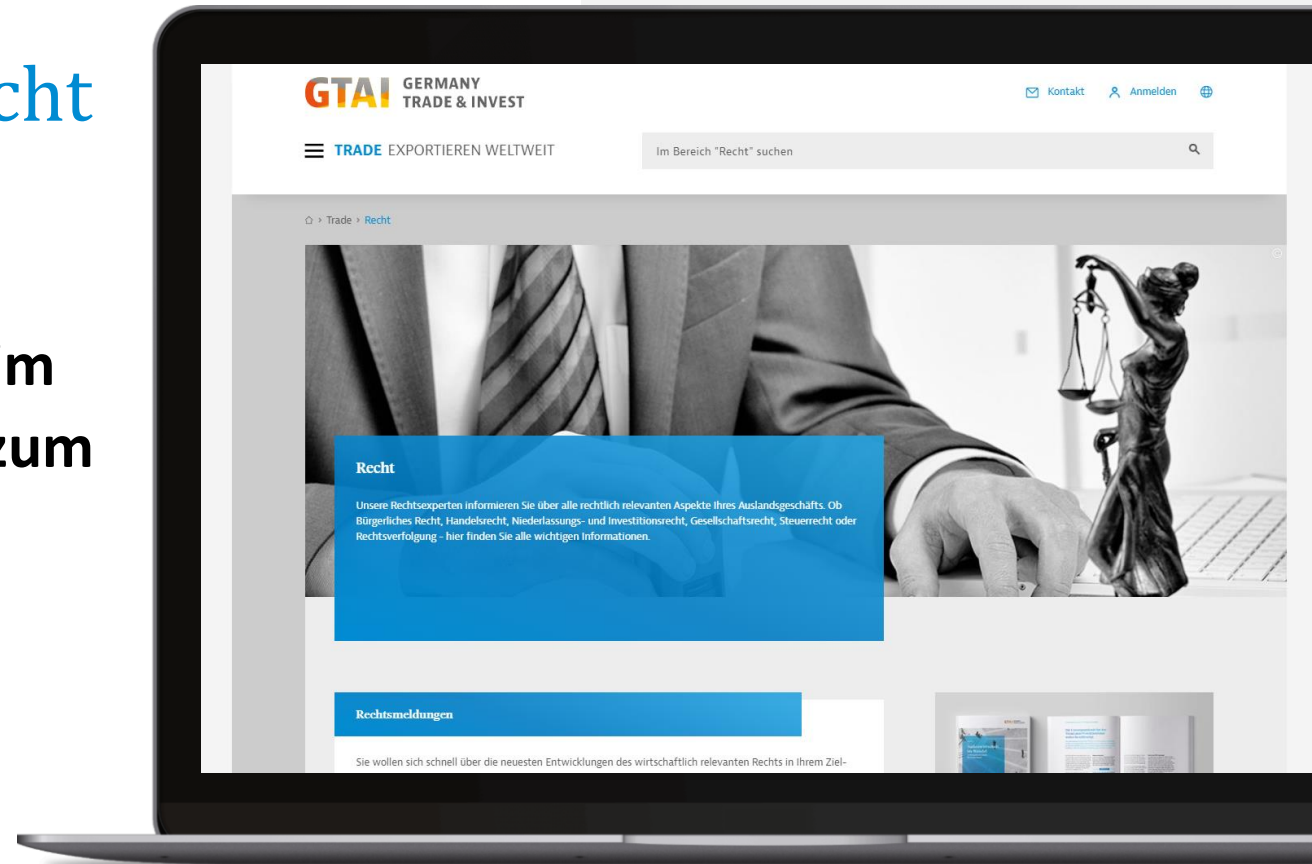 cht
im
zum
GTAI GERMANY
TRADE & INVEST
Kontakt Anmelden
TRADE EXPORTIEREN WELTWEIT
Im Bereich "Recht" suchen
Trade › Recht
Recht
Unsere Rechtsexperten informieren Sie über alle rechtlich relevanten Aspekte Ihres Auslandsgeschäfts. Ob
Bürgerliches Recht, Handelsrecht, Niederlassungs- und Investitionsrecht, Gesellschaftsrecht, Steuerrecht oder
Rechtsverfolgung – hier finden Sie alle wichtigen Informationen.
Rechtsmeldungen
Sie wollen sich schnell über die neuesten Entwicklungen des wirtschaftlich relevanten Rechts in Ihrem Ziel-